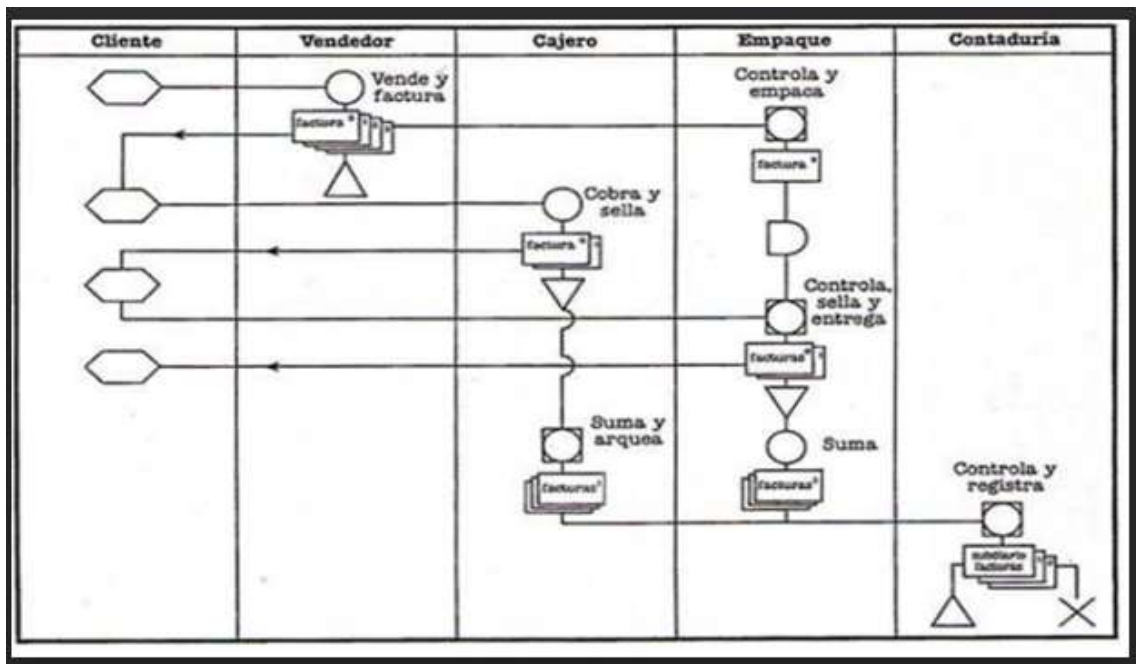 Cliente Vendedor Cajero Empaque Contaduría
Vende y
factura
factura
Controla y
empaca
factura
Cobra y
sella
factura
Controla,
sella y
entrega
facturas
Suma y
arquea
facturas
Suma
facturas
Controla y
registra
subdiario
facturas